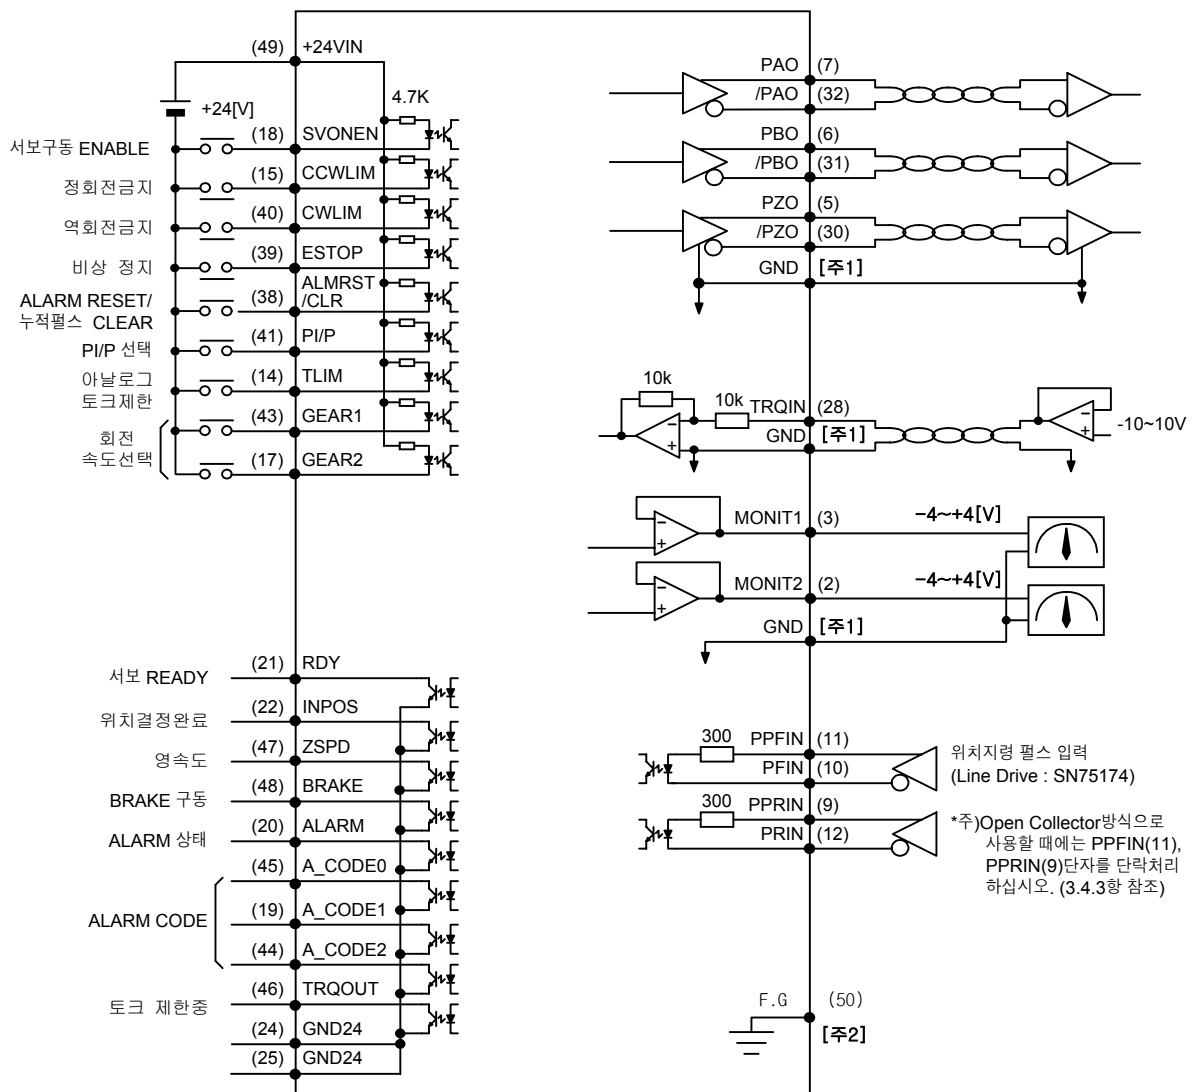 (49) +24VIN
+24[V]
4.7K
서보구동 ENABLE (18) SVONEN
정회전금지 (15) CCWLIM
역회전금지 (40) CWLIM
비상 정지 (39) ESTOP
ALARM RESET/
누적펄스 CLEAR
(38) ALMRST
/CLR
PI/P 선택 (41) PI/P
아날로그
토크제한
(14) TLIM
회전
속도선택
(43) GEAR1
(17) GEAR2
서보 READY (21) RDY
위치결정완료 (22) INPOS
영속도 (47) ZSPD
BRAKE 구동 (48) BRAKE
ALARM 상태 (20) ALARM
ALARM CODE
(45) A_CODE0
(19) A_CODE1
(44) A_CODE2
토크 제한중 (46) TRQOUT
(24) GND24
(25) GND24
PAO (7)
/PAO (32)
PBO (6)
/PBO (31)
PZO (5)
/PZO (30)
GND [주1]
10k
10k
TRQIN (28)
GND [주1]
-10~10V
MONIT1 (3) -4~+4[V]
MONIT2 (2) -4~+4[V]
GND [주1]
300 PPFIN (11)
PFIN (10)
위치지령 펄스 입력
(Line Drive : SN75174)
300 PPRIN (9)
PRIN (12)
*주)Open Collector방식으로
사용할 때에는 PPFIN(11),
PPRIN(9)단자를 단락처리
하십시오. (3.4.3항 참조)
F.G (50)
[주2]